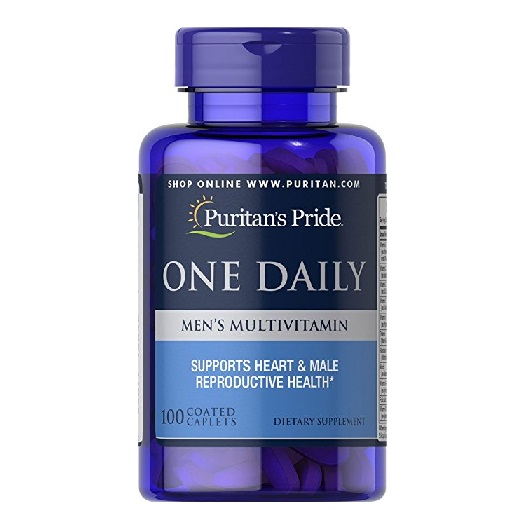 SHOP ONLINE WWW.PURITAN.COM
Puritan's Pride®
ONE DAILY
MEN'S MULTIVITAMIN
SUPPORTS HEART & MALE
REPRODUCTIVE HEALTH*
100 COATED CAPLETS
DIETARY SUPPLEMENT